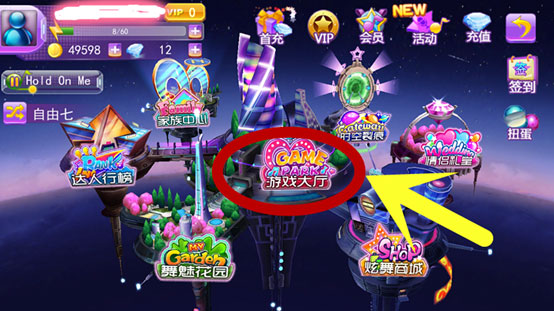 VIP 0
8/60
49598
12
Hold On Me
自由七
首充
VIP
会员
NEW
活动
充值
签到
扭蛋
Family
家族中心
Gateway
时空裂痕
Rank
达人行榜
GAME
PARK
游戏大厅
Wedding
情侣礼堂
MY
Garden
舞魅花园
SHOP
炫舞商城